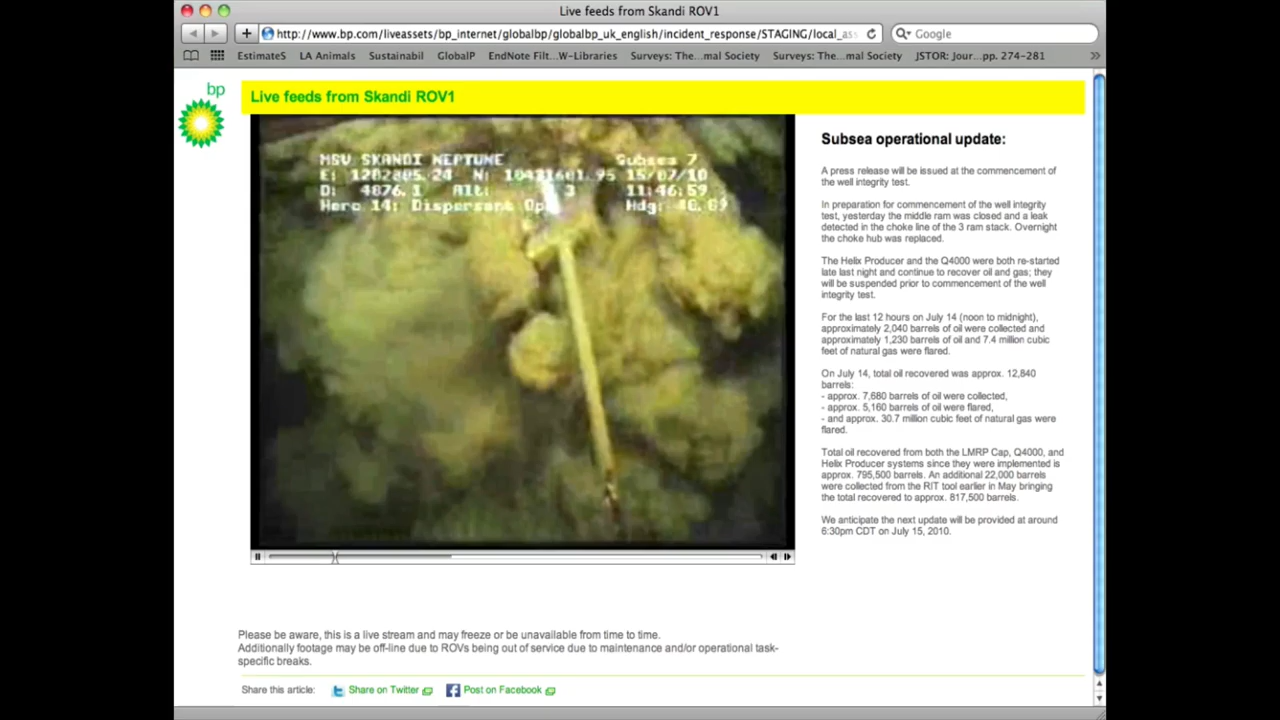 Live feeds from Skandi ROV1
http://www.bp.com/liveassets/bp_internet/globalbp/globalbp_uk_english/incident_response/STAGING/local_as
Google
EstimateS LA Animals Sustainabil GlobalP EndNote Filt...W-Libraries Surveys: The...mal Society Surveys: The...mal Society JSTOR: Jour...pp. 274-281
bp
Live feeds from Skandi ROV1
MSV SKANDI NEPTUNE Subsea 7
E: 1202805.24 N: 10431601.95 15/07/10
D: 4876.1 Alt: 3 11:46:59
Herc 14: Dispersant Ops Hdg:
Subsea operational update:
A press release will be issued at the commencement of
the well integrity test.
In preparation for commencement of the well integrity
test, yesterday the middle ram was closed and a leak
detected in the choke line of the 3 ram stack. Overnight
the choke hub was replaced.
The Helix Producer and the Q4000 were both re-started
late last night and continue to recover oil and gas; they
will be suspended prior to commencement of the well
integrity test.
For the last 12 hours on July 14 (noon to midnight),
approximately 2,040 barrels of oil were collected and
approximately 1,230 barrels of oil and 7.4 million cubic
feet of natural gas were flared.
On July 14, total oil recovered was approx. 12,840
barrels:
- approx. 7,680 barrels of oil were collected,
- approx. 5,160 barrels of oil were flared,
- and approx. 30.7 million cubic feet of natural gas were
flared.
Total oil recovered from both the LMRP Cap, Q4000, and
Helix Producer systems since they were implemented is
approx. 795,500 barrels. An additional 22,000 barrels
were collected from the RIT tool earlier in May bringing
the total recovered to approx. 817,500 barrels.
We anticipate the next update will be provided at around
6:30pm CDT on July 15, 2010.
Please be aware, this is a live stream and may freeze or be unavailable from time to time.
Additionally footage may be off-line due to ROVs being out of service due to maintenance and/or operational task-
specific breaks.
Share this article: Share on Twitter Post on Facebook